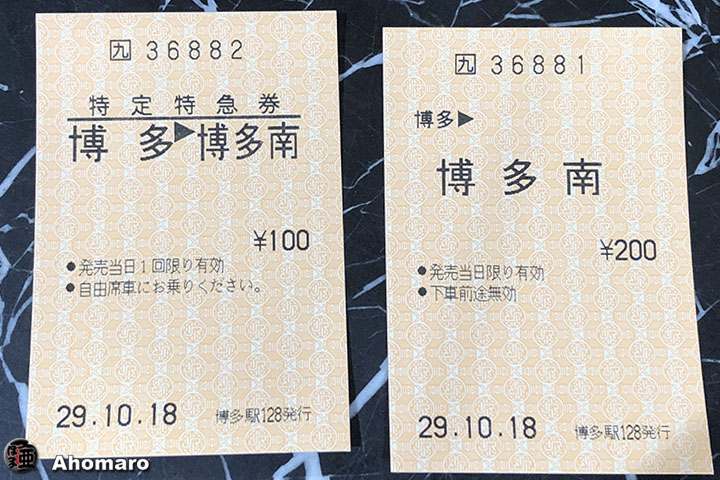 九 36882
特定特急券
博多▶博多南
¥100
●発売当日1回限り有効
●自由席車にお乗りください。
29.10.18 博多駅128発行
九 36881
博多▶
博多南
¥200
●発売当日限り有効
●下車前途無効
29.10.18 博多駅128発行
Ahomaro